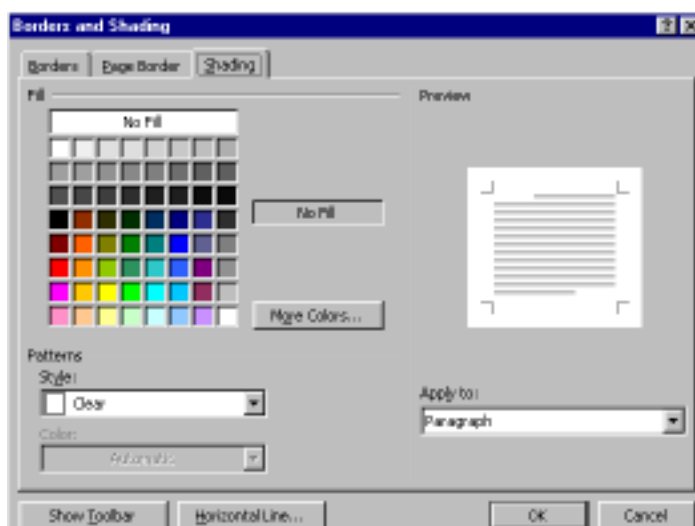 Borders and Shading
Borders Page Border Shading
Fill
Preview
No Fill
No Fill
More Colors...
Patterns
Style:
Clear
Apply to:
Paragraph
Color:
Automatic
Show Toolbar Horizontal Line... OK Cancel